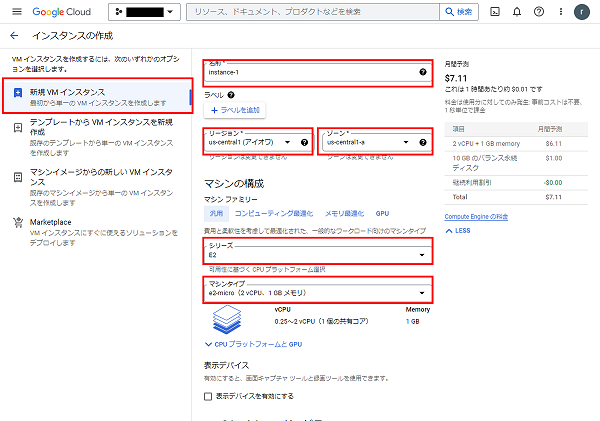 Google Cloud
リソース、ドキュメント、プロダクトなどを検索
検索
r
インスタンスの作成
VM インスタンスを作成するには、次のいずれかのオプションを選択します。
新規 VM インスタンス
最初から単一の VM インスタンスを作成します
テンプレートから VM インスタンスを新規
作成
既存のテンプレートから単一の VM インスタンス
を作成します
マシンイメージからの新しい VM インスタ
ンス
既存のマシンイメージから単一の VM インスタン
スを作成します
Marketplace
VM インスタンスにすぐに使えるソリューションを
デプロイします
名前 *
instance-1
ラベル
+ ラベルを追加
リージョン *
us-central1 (アイオワ)
リージョンは変更できません
ゾーン *
us-central1-a
ゾーンは変更できません
マシンの構成
マシン ファミリー
汎用
コンピューティング最適化
メモリ最適化
GPU
費用と柔軟性を考慮して最適化された、一般的なワークロード向けのマシンタイプ
シリーズ
E2
可用性に基づく CPU プラットフォーム選択
マシンタイプ
e2-micro（2 vCPU、1 GB メモリ）
vCPU
Memory
0.25～2 vCPU（1 個の共有コア）
1 GB
CPU プラットフォームと GPU
表示デバイス
有効にすると、画面キャプチャ ツールと録画ツールを使用できます。
表示デバイスを有効にする
月間予測
$7.11
これは 1 時間あたり約 $0.01 です
料金は使用分に対してのみ発生: 事前コストは不要、
1 秒単位で課金
項目
月間予測
2 vCPU + 1 GB memory
$6.11
10 GB のバランス永続
ディスク
$1.00
継続利用割引
-$0.00
Total
$7.11
Compute Engine の料金
LESS